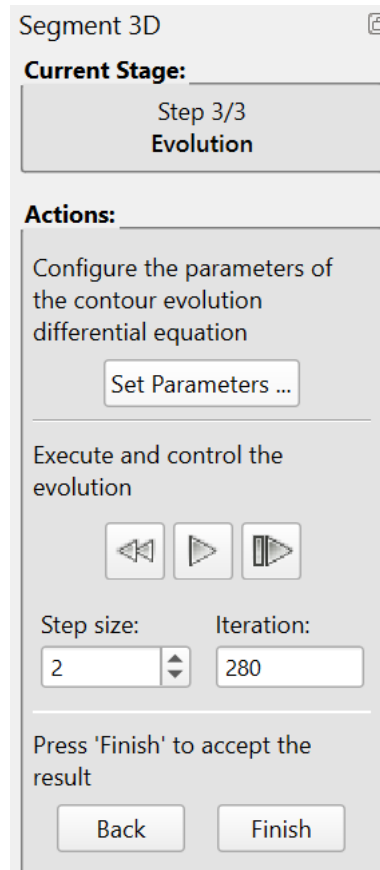 Segment 3D
Current Stage:
Step 3/3
Evolution
Actions:
Configure the parameters of
the contour evolution
differential equation
Set Parameters ...
Execute and control the
evolution
Step size: Iteration:
2 280
Press 'Finish' to accept the
result
Back Finish